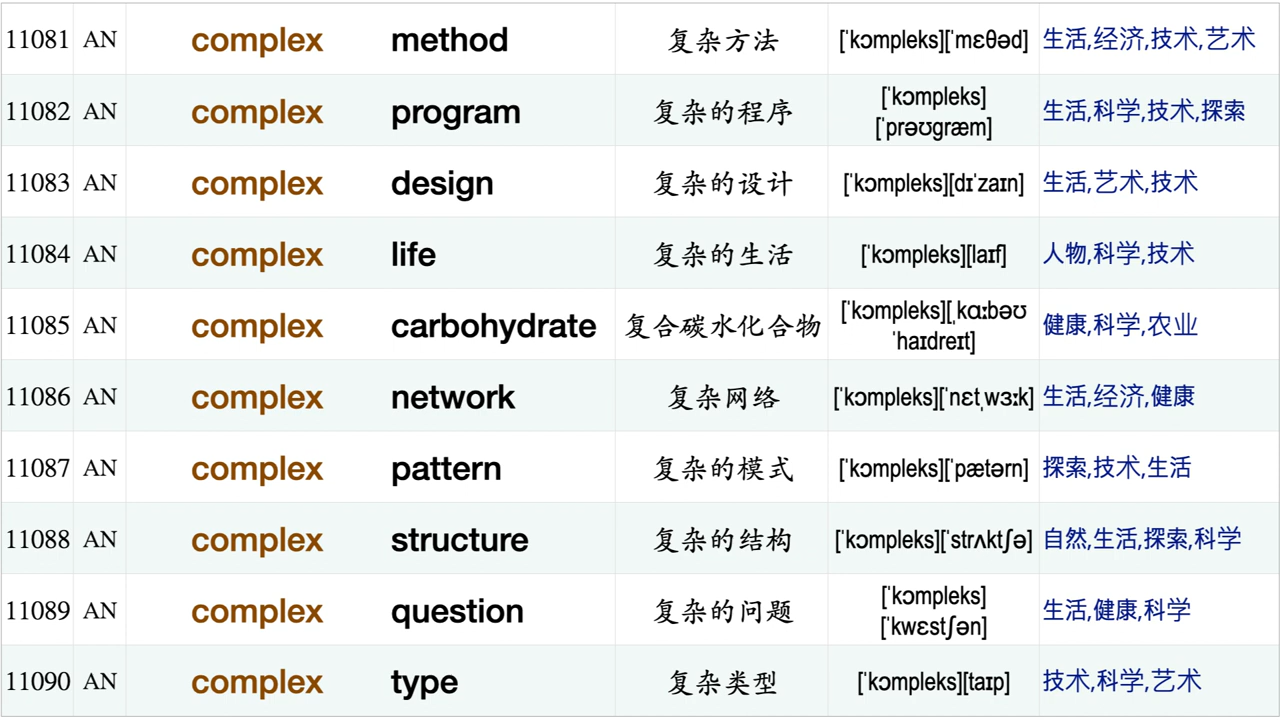 11081 AN complex method 复杂方法 [ˈkɔmpleks][ˈmɛθəd] 生活,经济,技术,艺术
11082 AN complex program 复杂的程序 [ˈkɔmpleks] [ˈprəʊgræm] 生活,科学,技术,探索
11083 AN complex design 复杂的设计 [ˈkɔmpleks][dɪˈzaɪn] 生活,艺术,技术
11084 AN complex life 复杂的生活 [ˈkɔmpleks][laɪf] 人物,科学,技术
11085 AN complex carbohydrate 复合碳水化合物 [ˈkɔmpleks][ˌkɑɪbəʊ ˈhaɪdreɪt] 健康,科学,农业
11086 AN complex network 复杂网络 [ˈkɔmpleks][ˈnɛtˌwɜːk] 生活,经济,健康
11087 AN complex pattern 复杂的模式 [ˈkɔmpleks][ˈpætərn] 探索,技术,生活
11088 AN complex structure 复杂的结构 [ˈkɔmpleks][ˈstrʌktʃə] 自然,生活,探索,科学
11089 AN complex question 复杂的问题 [ˈkɔmpleks] [ˈkwɛstʃən] 生活,健康,科学
11090 AN complex type 复杂类型 [ˈkɔmpleks][taɪp] 技术,科学,艺术